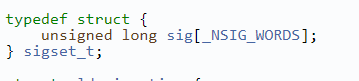 typedef struct {
    unsigned long sig[_NSIG_WORDS];
} sigset_t;